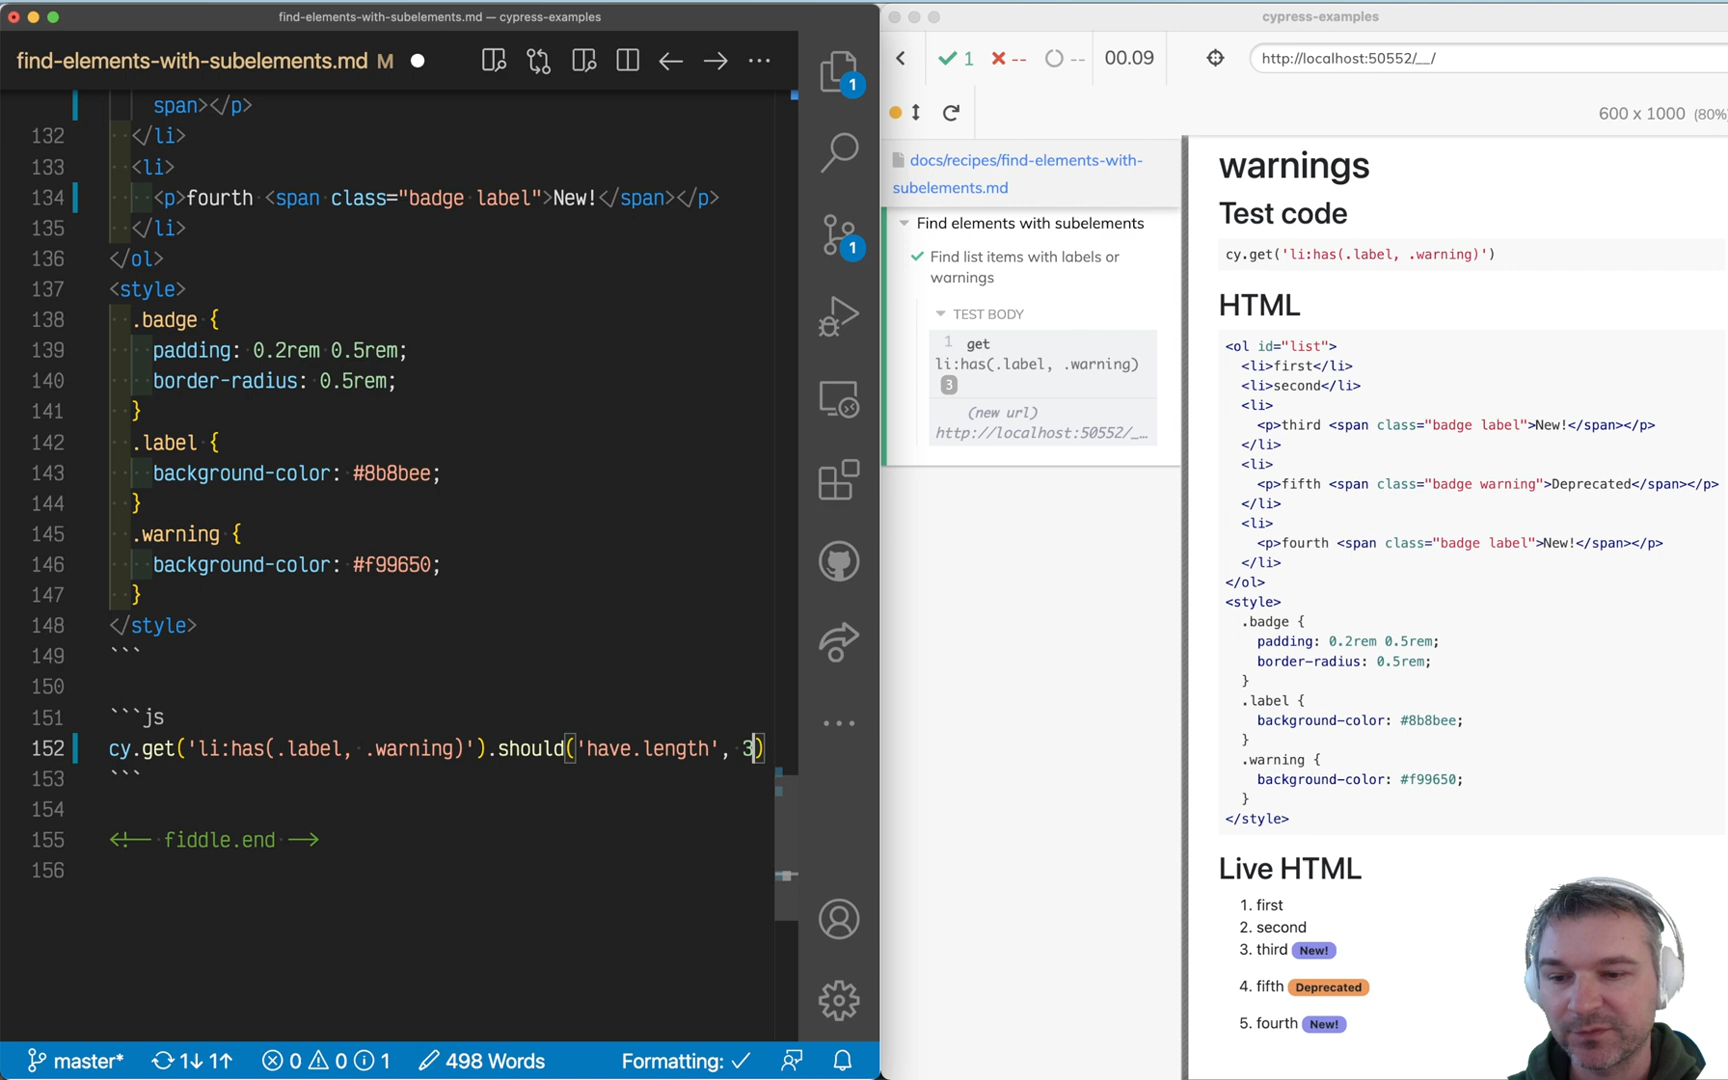 find-elements-with-subelements.md — cypress-examples
find-elements-with-subelements.md M
span></p>
132 </li>
133 <li>
134 <p>fourth <span class="badge label">New!</span></p>
135 </li>
136 </ol>
137 <style>
138 .badge {
139 padding: 0.2rem 0.5rem;
140 border-radius: 0.5rem;
141 }
142 .label {
143 background-color: #8b8bee;
144 }
145 .warning {
146 background-color: #f99650;
147 }
148 </style>
149 ```
150
151 ```js
152 cy.get('li:has(.label, .warning)').should('have.length', 3)
153 ```
154
155 <!-- fiddle.end -->
156
1
1
master* 1↓ 1↑ 0 0 1 498 Words Formatting: ✓
cypress-examples
1 -- -- 00.09 http://localhost:50552/__/
600 x 1000 (80%
docs/recipes/find-elements-with-
subelements.md
Find elements with subelements
Find list items with labels or
warnings
TEST BODY
1 get
li:has(.label, .warning)
3
(new url)
http://localhost:50552/_…
warnings
Test code
cy.get('li:has(.label, .warning)')
HTML
<ol id="list">
<li>first</li>
<li>second</li>
<li>
<p>third <span class="badge label">New!</span></p>
</li>
<li>
<p>fifth <span class="badge warning">Deprecated</span></p>
</li>
<li>
<p>fourth <span class="badge label">New!</span></p>
</li>
</ol>
<style>
.badge {
padding: 0.2rem 0.5rem;
border-radius: 0.5rem;
}
.label {
background-color: #8b8bee;
}
.warning {
background-color: #f99650;
}
</style>
Live HTML
1. first
2. second
3. third New!
4. fifth Deprecated
5. fourth New!